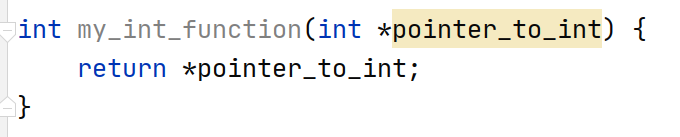 int my_int_function(int *pointer_to_int) {
    return *pointer_to_int;
}